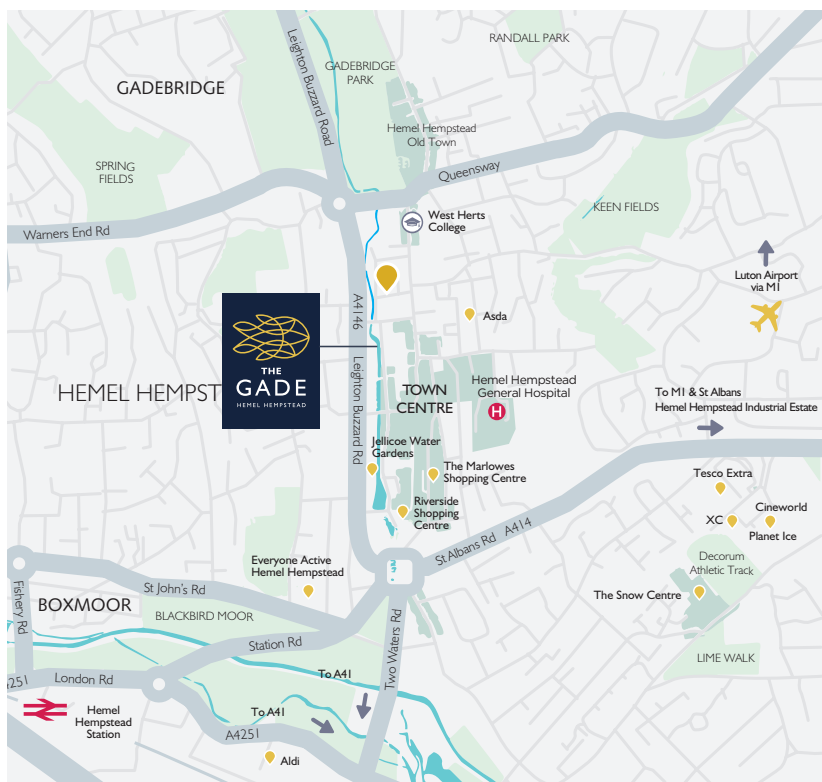 RANDALL PARK
Leighton Buzzard Road
GADEBRIDGE
PARK
GADEBRIDGE
Hemel Hempstead
Old Town
SPRING
FIELDS
Queensway
KEEN FIELDS
West Herts
College
Warners End Rd
Luton Airport
via M1
A4146
Asda
THE
GADE
HEMEL HEMPSTEAD
HEMEL HEMPST
Leighton Buzzard Rd
TOWN
CENTRE
Hemel Hempstead
General Hospital
H
To M1 & St Albans
Hemel Hempstead Industrial Estate
Jellicoe Water
Gardens
The Marlowes
Shopping Centre
Riverside
Shopping
Centre
Tesco Extra
Cineworld
XC
Planet Ice
St Albans Rd A414
Everyone Active
Hemel Hempstead
Decorum
Athletic Track
St John's Rd
The Snow Centre
Fishery Rd
BOXMOOR
BLACKBIRD MOOR
Station Rd
Two Waters Rd
LIME WALK
4251
London Rd
To A41
To A41
Hemel
Hempstead
Station
A4251
Aldi